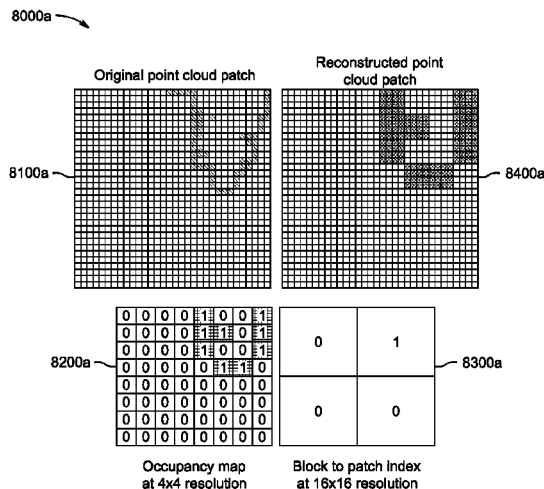 8000a
Original point cloud patch
Reconstructed point
cloud patch
8100a
8400a
0 0 0 0 1 0 0 1
0 0 0 0 1 1 0 1
0 0 0 0 1 0 0 1
0 0 0 0 0 1 1 0
0 0 0 0 0 0 0 0
0 0 0 0 0 0 0 0
0 0 0 0 0 0 0 0
0 0 0 0 0 0 0 0
8200a
0 1
0 0
8300a
Occupancy map
at 4x4 resolution
Block to patch index
at 16x16 resolution